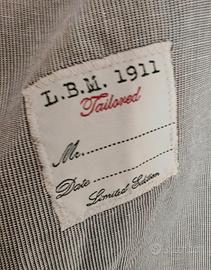 L.B.M. 1911
Tailored
Mr..................
Date..............
Limited Edition